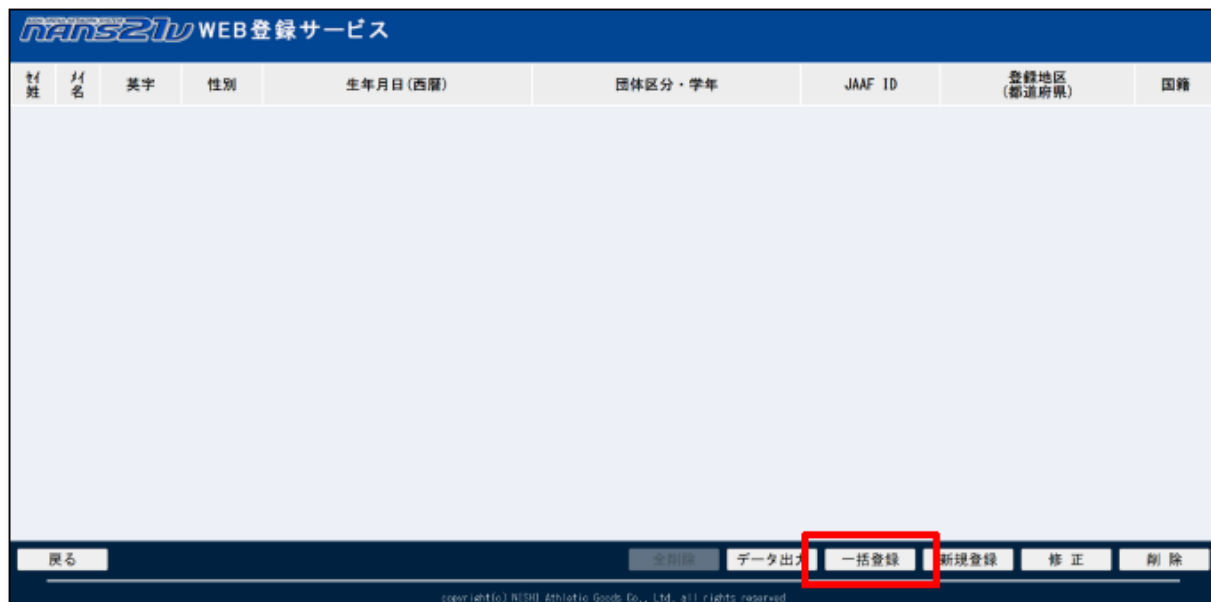 nans21v WEB登録サービス
ｾｲ ﾒｲ 英字 性別 生年月日(西暦) 団体区分・学年 JAAF ID 登録地区 国籍
姓 名 (都道府県)
戻る 全削除 データ出力 一括登録 新規登録 修 正 削 除
copyright(c) NISHI Athletic Goods Co., Ltd. all rights reserved